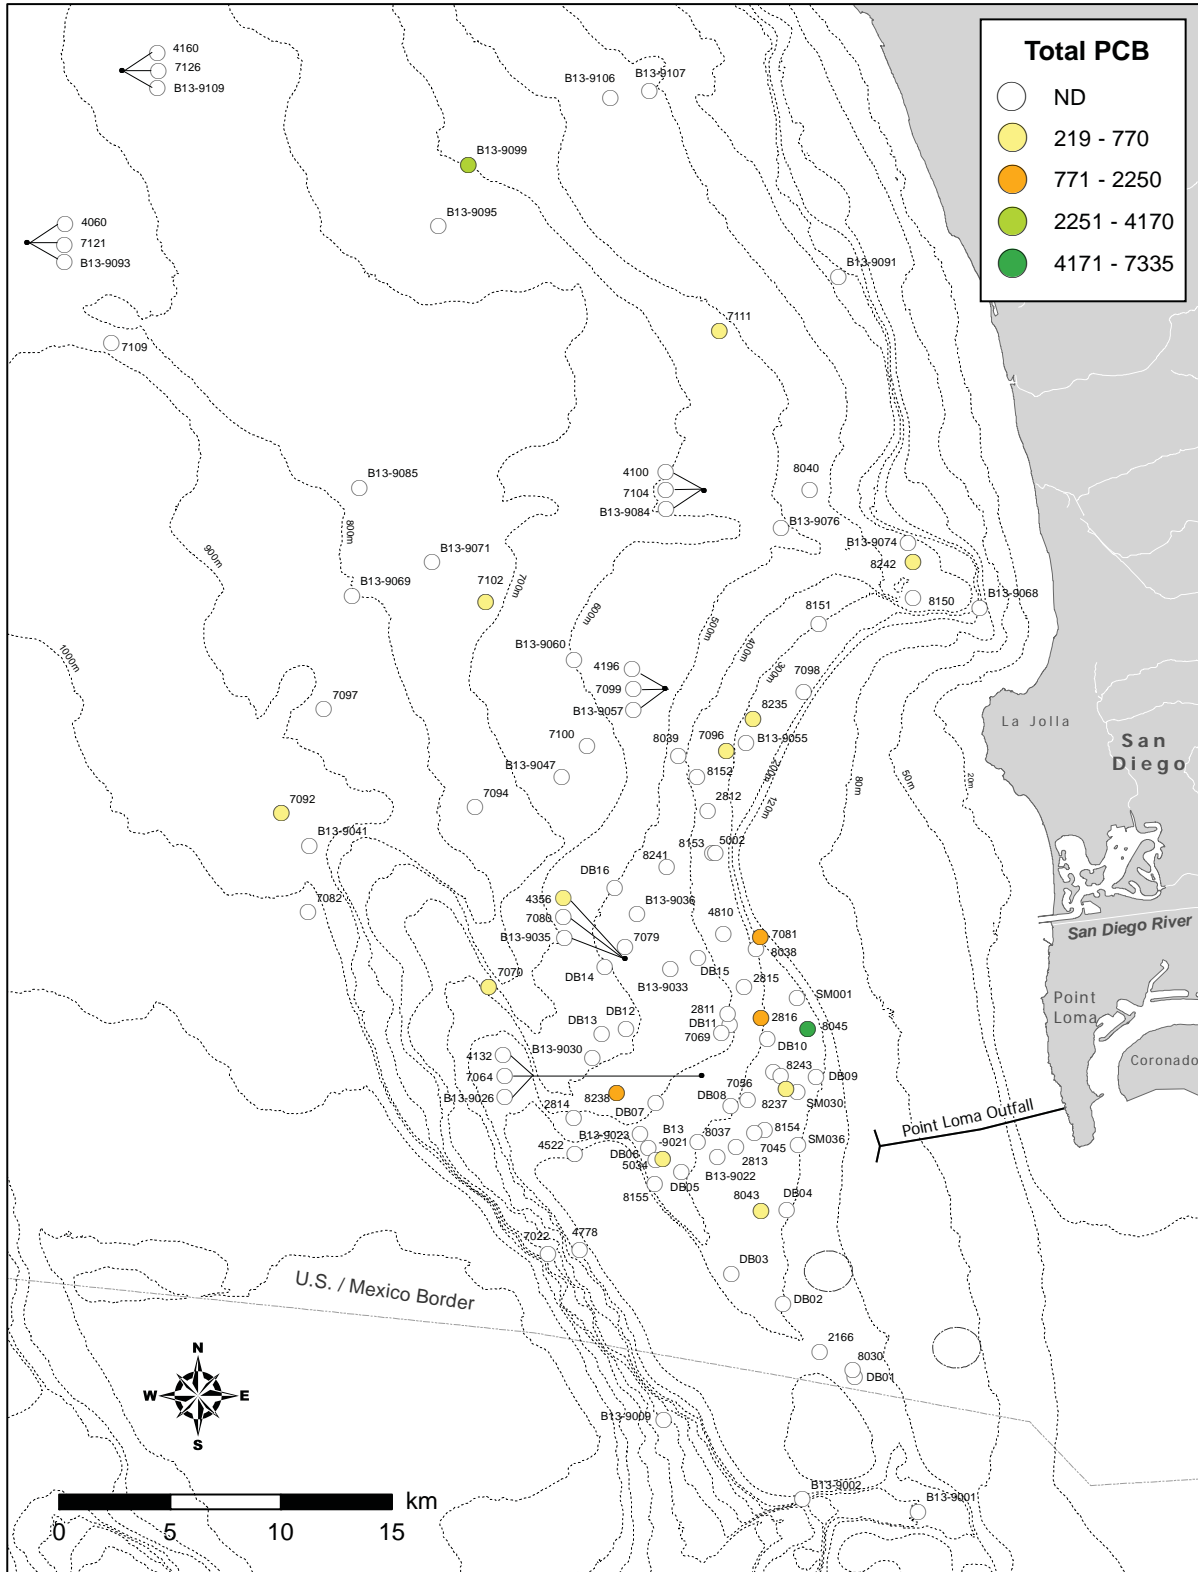 Total PCB
ND
219 - 770
771 - 2250
2251 - 4170
4171 - 7335
4160
7126
B13-9109
B13-9106
B13-9107
B13-9099
B13-9095
4060
7121
B13-9093
B13-9091
7111
7109
4100
7104
B13-9084
8040
B13-9085
B13-9076
800m
900m
B13-9074
B13-9071
8242
7102
700m
B13-9069
8150
B13-9068
600m
8151
500m
400m
300m
1000m
B13-9060
4196
7099
B13-9057
7098
7097
8235
La Jolla
San
Diego
7096
B13-9055
8039
7100
200m
B13-9047
8152
80m
50m
20m
7094
2812
120m
7092
B13-9041
8153
5002
8241
DB16
4356
7080
B13-9035
B13-9036
4810
7082
7081
8038
San Diego River
7079
DB14
B13-9033
DB15
7070
2815
SM001
Point
Loma
2811
DB11
7069
2816
8045
DB12
DB13
DB10
Coronado
4132
7064
B13-9026
B13-9030
8243
DB09
7056
8238
DB08
SM030
8237
2814
DB07
Point Loma Outfall
B13-9023
B13
-9021
8037
8154
4522
DB06
5034
7045
SM036
2813
B13-9022
DB05
8155
8043
DB04
7022
4778
DB03
U.S. / Mexico Border
DB02
2166
8030
DB01
N
W
E
S
B13-9009
B13-9002
B13-9001
km
0
5
10
15